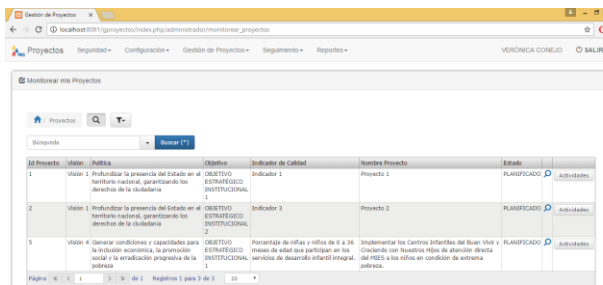 Gestión de Proyectos
localhost:8081/gproyectos/index.php/administrador/monitorear_proyectos
Proyectos Seguridad Configuración Gestión de Proyectos Seguimiento Reportes VERÓNICA CONEJO SALIR
Monitorear mis Proyectos
/ Proyectos
Búsqueda Buscar (*)
Id Proyecto Visión Política Objetivo Indicador de Calidad Nombre Proyecto Estado
1 Visión 1 Profundizar la presencia del Estado en el OBJETIVO Indicador 1 Proyecto 1 PLANIFICADO Actividades
territorio nacional, garantizando los ESTRATÉGICO
derechos de la ciudadania INSTITUCIONAL
1
2 Visión 1 Profundizar la presencia del Estado en el OBJETIVO Indicador 3 Proyecto 2 PLANIFICADO Actividades
territorio nacional, garantizando los ESTRATÉGICO
derechos de la ciudadania INSTITUCIONAL
2
5 Visión 4 Generar condiciones y capacidades para OBJETIVO Porcentaje de niñas y niños de 0 a 36 Implementar los Centros Infantiles del Buen Vivir y PLANIFICADO Actividades
la inclusión económica, la promoción ESTRATÉGICO meses de edad que participan en los Creciendo con Nuestros Hijos de atención directa
social y la erradicación progresiva de la INSTITUCIONAL servicios de desarrollo infantil integral. del MIES a los niños en condición de extrema
pobreza 1 pobreza.
Página 1 de 1 Registros 1 para 3 de 3 20